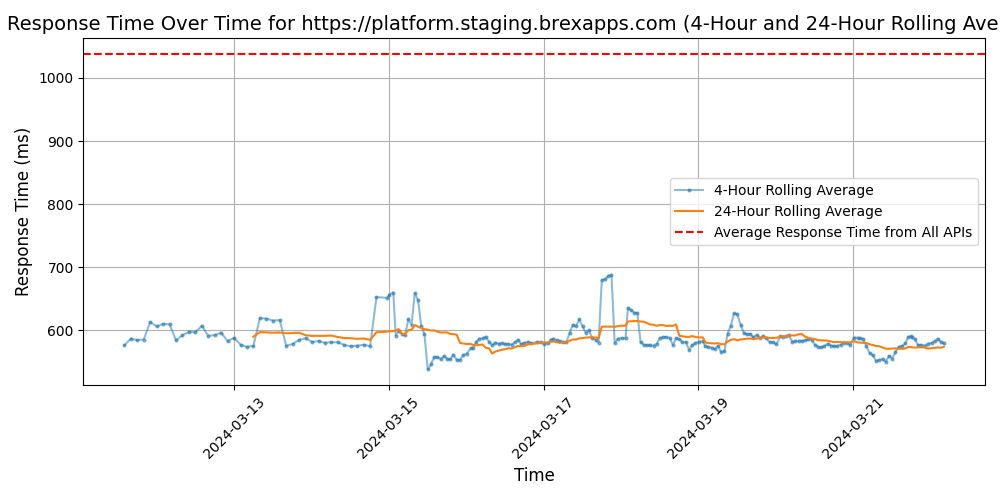 Response Time Over Time for https://platform.staging.brexapps.com (4-Hour and 24-Hour Rolling Ave
Response Time (ms)
1000
900
800
700
600
4-Hour Rolling Average
24-Hour Rolling Average
Average Response Time from All APIs
2024-03-13
2024-03-15
2024-03-17
2024-03-19
2024-03-21
Time